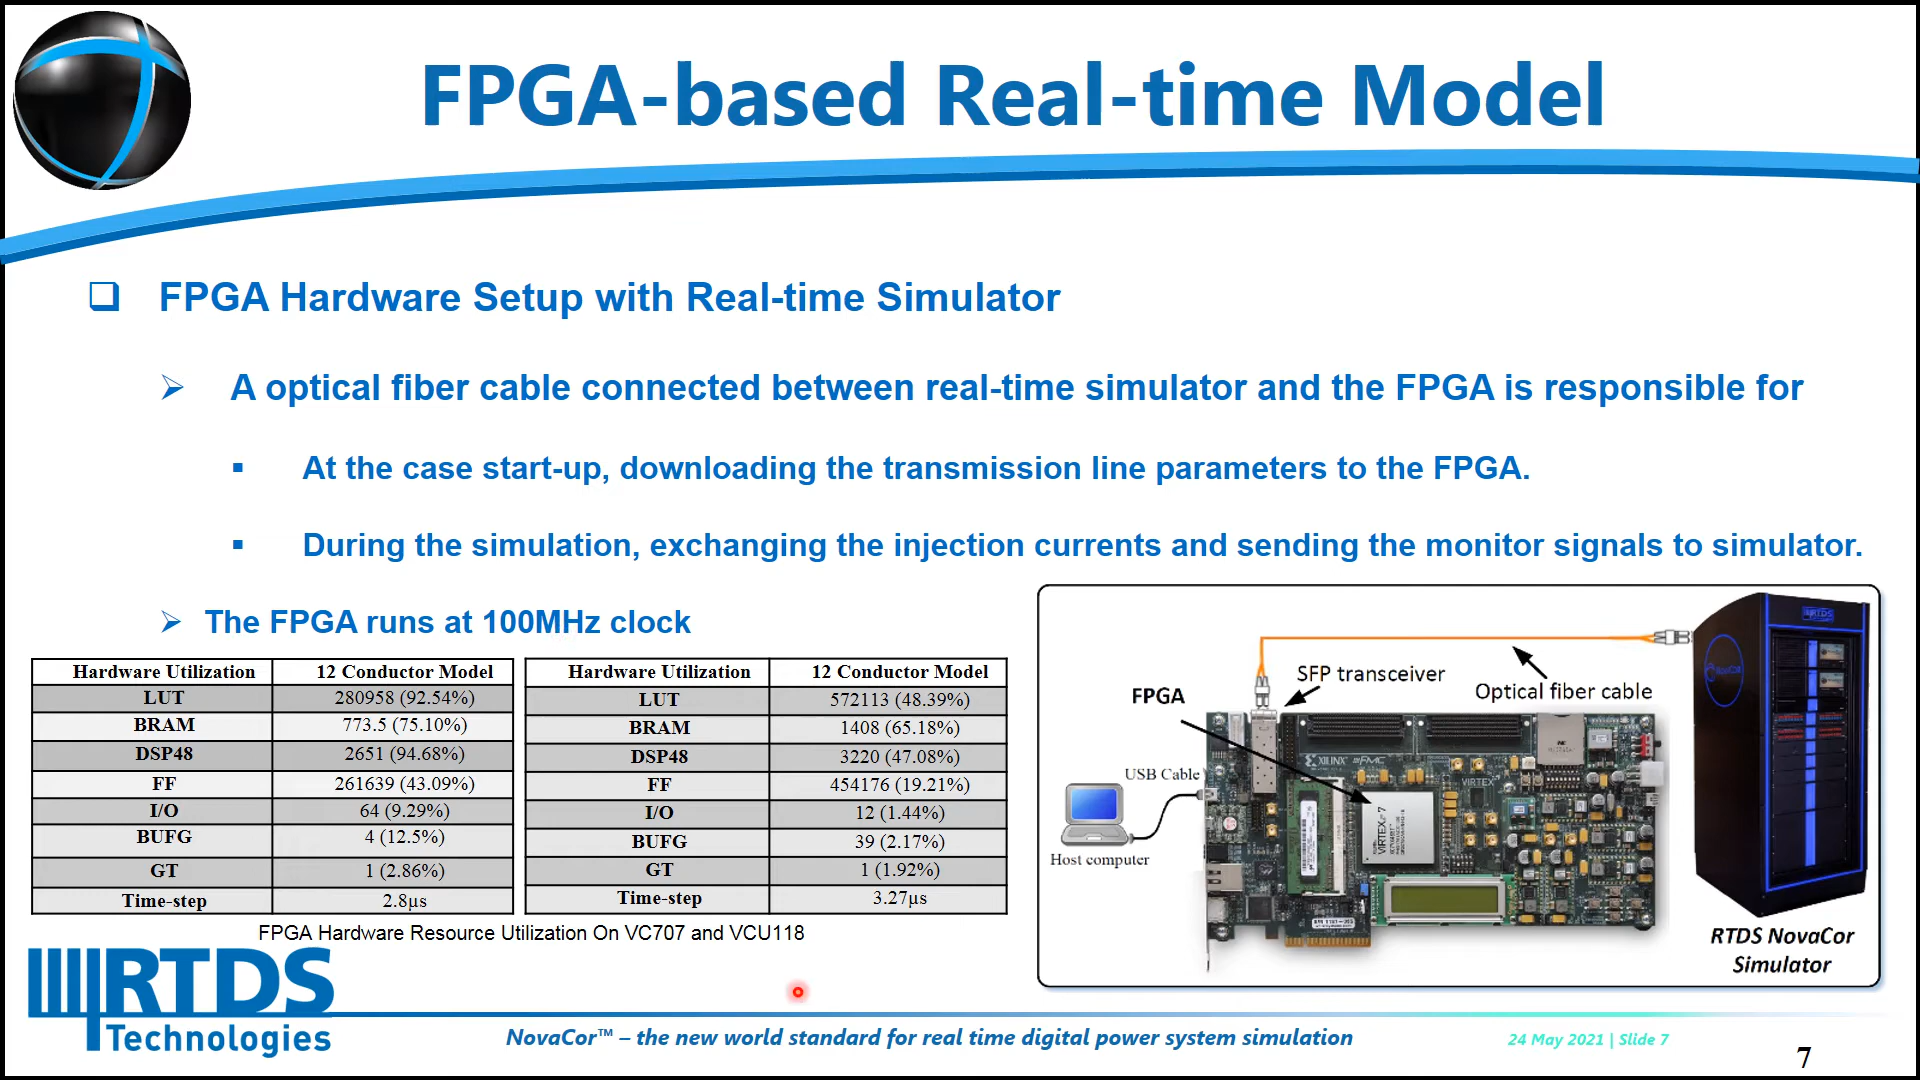 FPGA-based Real-time Model
FPGA Hardware Setup with Real-time Simulator
A optical fiber cable connected between real-time simulator and the FPGA is responsible for
At the case start-up, downloading the transmission line parameters to the FPGA.
During the simulation, exchanging the injection currents and sending the monitor signals to simulator.
The FPGA runs at 100MHz clock
Hardware Utilization 12 Conductor Model
LUT 280958 (92.54%)
BRAM 773.5 (75.10%)
DSP48 2651 (94.68%)
FF 261639 (43.09%)
I/O 64 (9.29%)
BUFG 4 (12.5%)
GT 1 (2.86%)
Time-step 2.8µs
Hardware Utilization 12 Conductor Model
LUT 572113 (48.39%)
BRAM 1408 (65.18%)
DSP48 3220 (47.08%)
FF 454176 (19.21%)
I/O 12 (1.44%)
BUFG 39 (2.17%)
GT 1 (1.92%)
Time-step 3.27µs
FPGA Hardware Resource Utilization On VC707 and VCU118
FPGA
SFP transceiver
Optical fiber cable
USB Cable
Host computer
XILINX
FMC
VIRTEX
VIRTEX 7
RTDS
NovaCor
RTDS NovaCor
Simulator
RTDS
Technologies
NovaCor™ – the new world standard for real time digital power system simulation
24 May 2021 | Slide 7
7